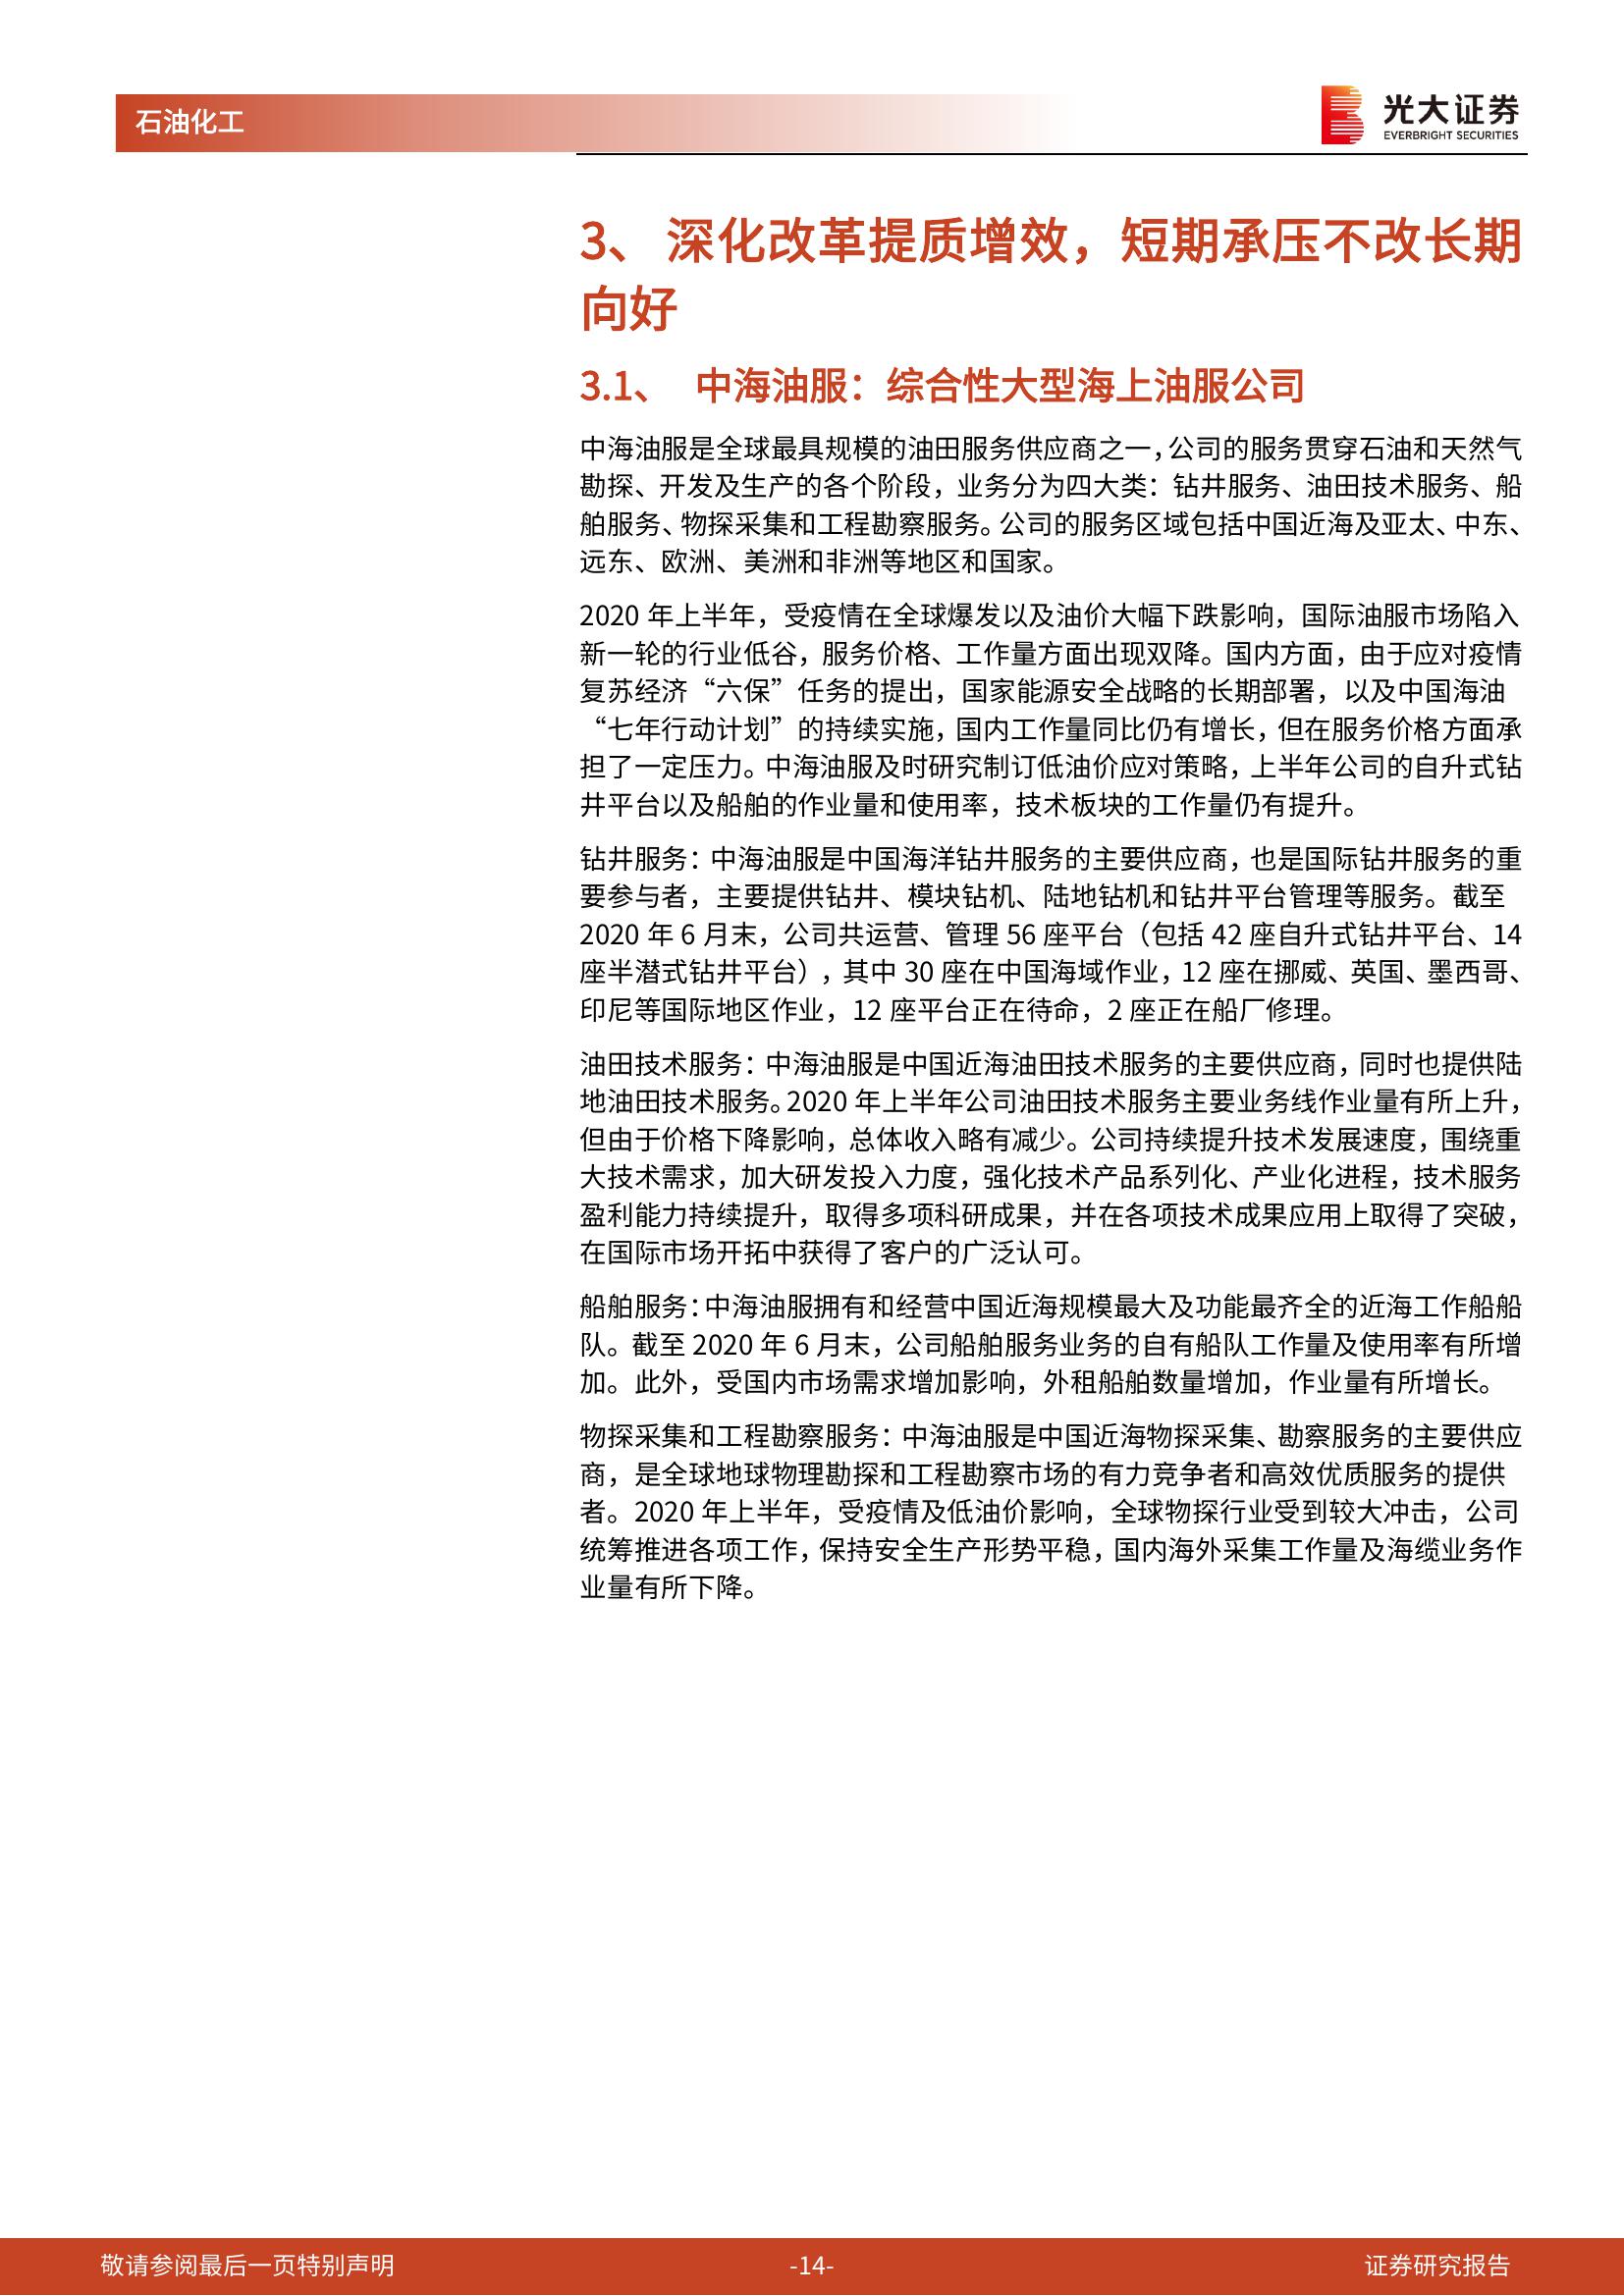 石油化工
光大证券
EVERBRIGHT SECURITIES
3、 深化改革提质增效，短期承压不改长期
向好
3.1、 中海油服：综合性大型海上油服公司
中海油服是全球最具规模的油田服务供应商之一，公司的服务贯穿石油和天然气
勘探、开发及生产的各个阶段，业务分为四大类：钻井服务、油田技术服务、船
舶服务、物探采集和工程勘察服务。公司的服务区域包括中国近海及亚太、中东、
远东、欧洲、美洲和非洲等地区和国家。
2020 年上半年，受疫情在全球爆发以及油价大幅下跌影响，国际油服市场陷入
新一轮的行业低谷，服务价格、工作量方面出现双降。国内方面，由于应对疫情
复苏经济“六保”任务的提出，国家能源安全战略的长期部署，以及中国海油
“七年行动计划”的持续实施，国内工作量同比仍有增长，但在服务价格方面承
担了一定压力。中海油服及时研究制订低油价应对策略，上半年公司的自升式钻
井平台以及船舶的作业量和使用率，技术板块的工作量仍有提升。
钻井服务：中海油服是中国海洋钻井服务的主要供应商，也是国际钻井服务的重
要参与者，主要提供钻井、模块钻机、陆地钻机和钻井平台管理等服务。截至
2020 年 6 月末，公司共运营、管理 56 座平台（包括 42 座自升式钻井平台、14
座半潜式钻井平台），其中 30 座在中国海域作业，12 座在挪威、英国、墨西哥、
印尼等国际地区作业，12 座平台正在待命，2 座正在船厂修理。
油田技术服务：中海油服是中国近海油田技术服务的主要供应商，同时也提供陆
地油田技术服务。2020 年上半年公司油田技术服务主要业务线作业量有所上升，
但由于价格下降影响，总体收入略有减少。公司持续提升技术发展速度，围绕重
大技术需求，加大研发投入力度，强化技术产品系列化、产业化进程，技术服务
盈利能力持续提升，取得多项科研成果，并在各项技术成果应用上取得了突破，
在国际市场开拓中获得了客户的广泛认可。
船舶服务：中海油服拥有和经营中国近海规模最大及功能最齐全的近海工作船船
队。截至 2020 年 6 月末，公司船舶服务业务的自有船队工作量及使用率有所增
加。此外，受国内市场需求增加影响，外租船舶数量增加，作业量有所增长。
物探采集和工程勘察服务：中海油服是中国近海物探采集、勘察服务的主要供应
商，是全球地球物理勘探和工程勘察市场的有力竞争者和高效优质服务的提供
者。2020 年上半年，受疫情及低油价影响，全球物探行业受到较大冲击，公司
统筹推进各项工作，保持安全生产形势平稳，国内海外采集工作量及海缆业务作
业量有所下降。
敬请参阅最后一页特别声明
-14-
证券研究报告